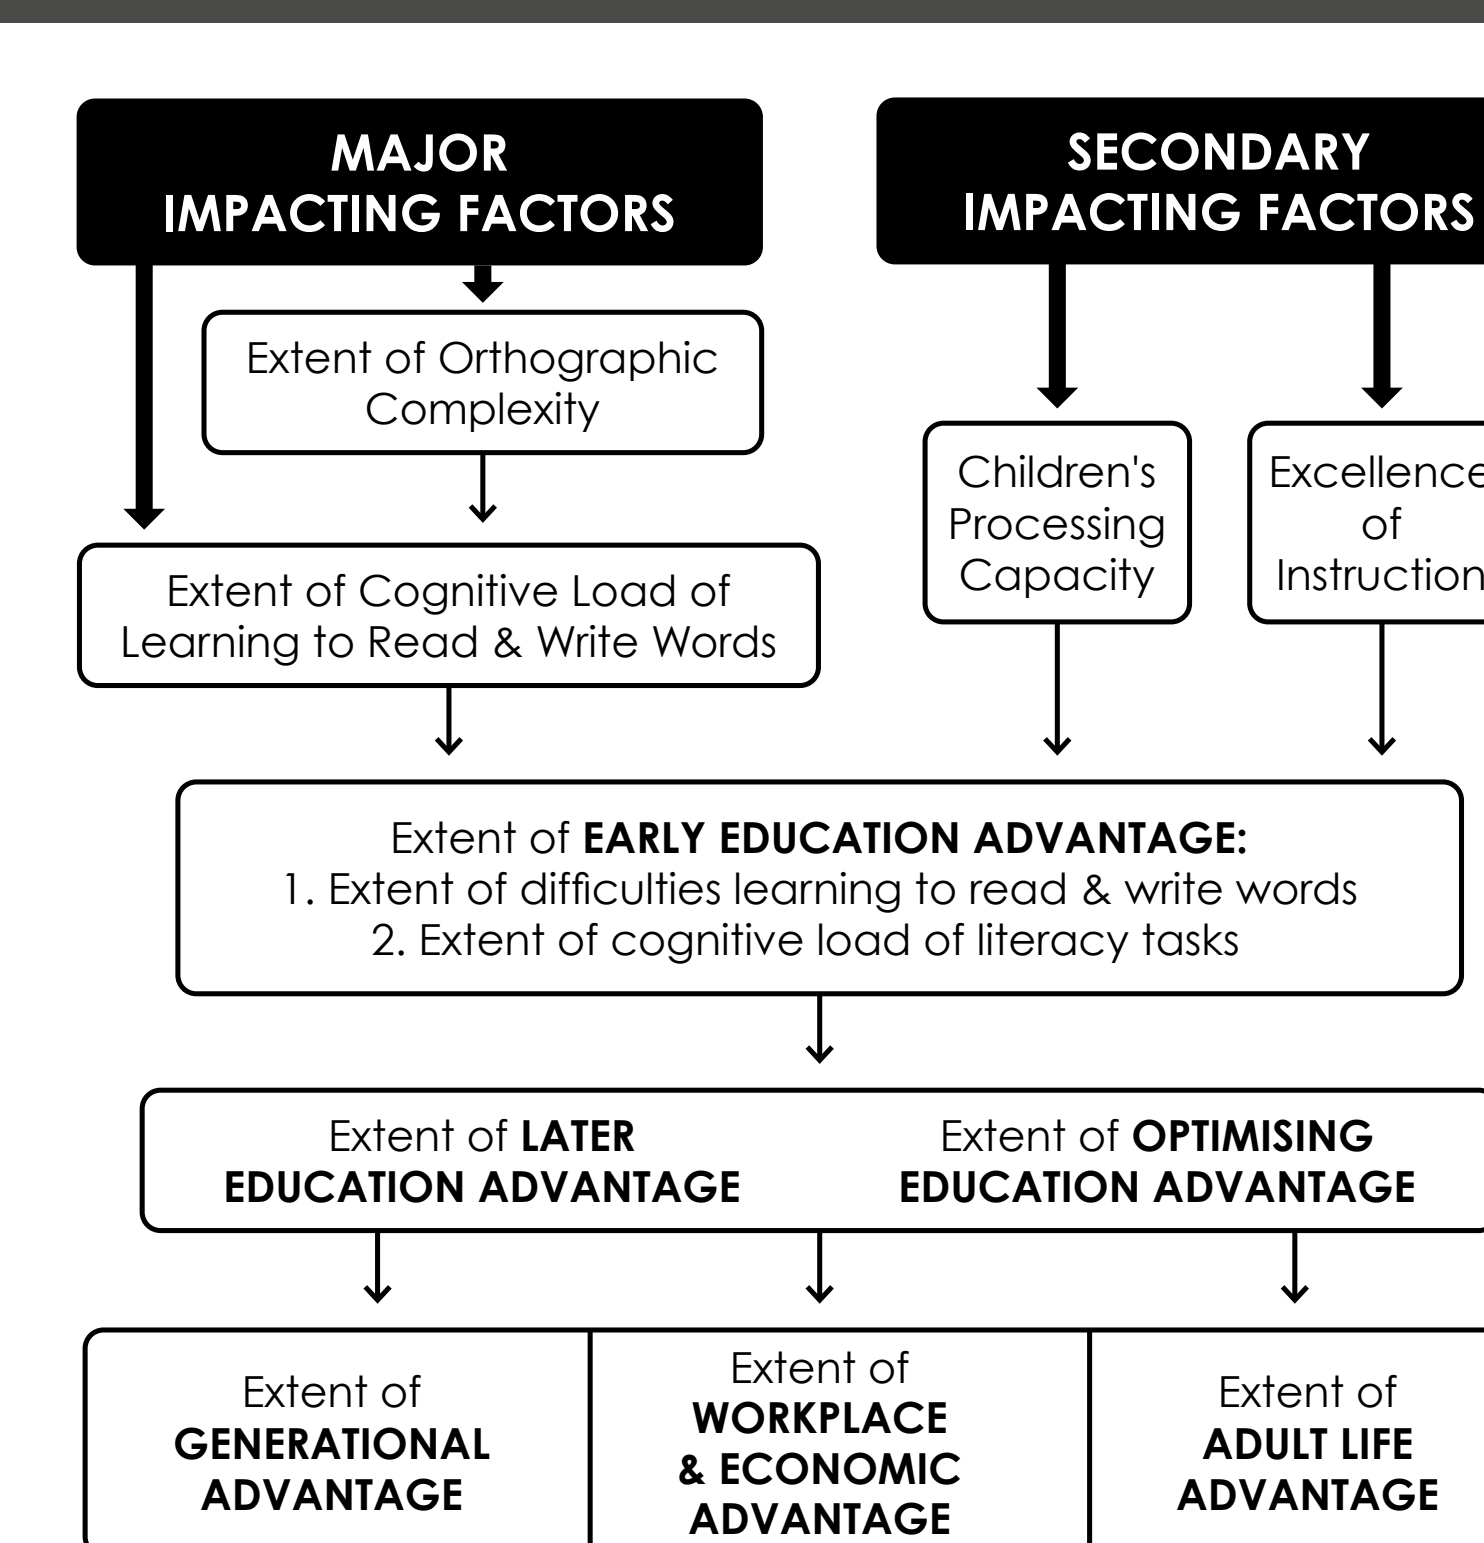 MAJOR
IMPACTING FACTORS
SECONDARY
IMPACTING FACTORS
Extent of Orthographic
Complexity
Extent of Cognitive Load of
Learning to Read & Write Words
Children's
Processing
Capacity
Excellence
of
Instruction
Extent of EARLY EDUCATION ADVANTAGE:
1. Extent of difficulties learning to read & write words
2. Extent of cognitive load of literacy tasks
Extent of LATER
EDUCATION ADVANTAGE
Extent of OPTIMISING
EDUCATION ADVANTAGE
Extent of
GENERATIONAL
ADVANTAGE
Extent of
WORKPLACE
& ECONOMIC
ADVANTAGE
Extent of
ADULT LIFE
ADVANTAGE